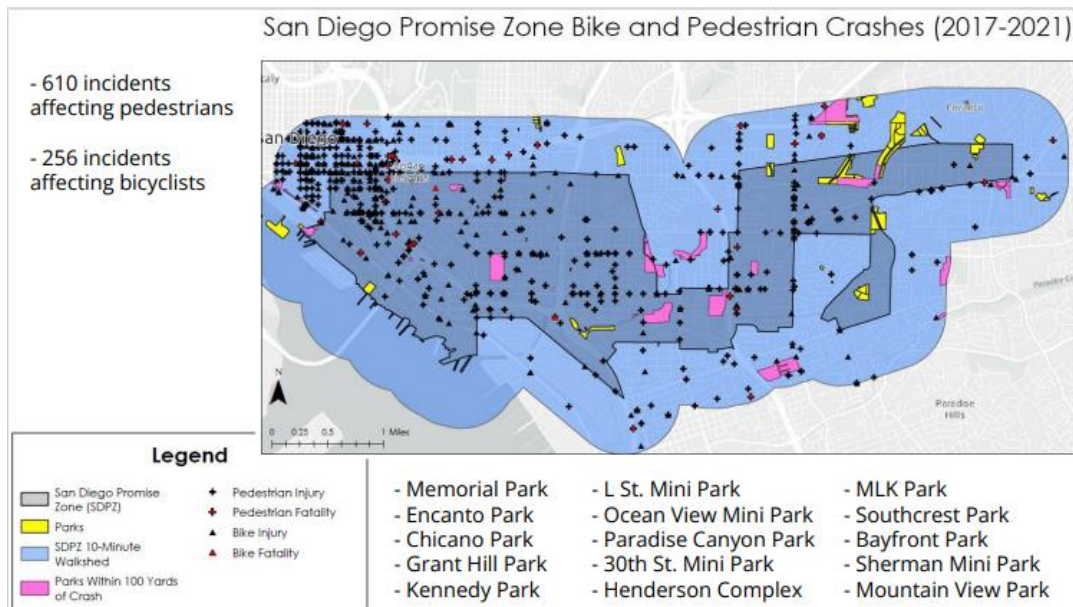 San Diego Promise Zone Bike and Pedestrian Crashes (2017-2021)
- 610 incidents
affecting pedestrians
- 256 incidents
affecting bicyclists
San Diego
Encanto
Paradise
Hills
N
0 0.25 0.5 1 Miles
Legend
San Diego Promise
Zone (SDPZ)
Parks
SDPZ 10-Minute
Walkshed
Parks Within 100 Yards
of Crash
Pedestrian Injury
Pedestrian Fatality
Bike Injury
Bike Fatality
- Memorial Park
- Encanto Park
- Chicano Park
- Grant Hill Park
- Kennedy Park
- L St. Mini Park
- Ocean View Mini Park
- Paradise Canyon Park
- 30th St. Mini Park
- Henderson Complex
- MLK Park
- Southcrest Park
- Bayfront Park
- Sherman Mini Park
- Mountain View Park